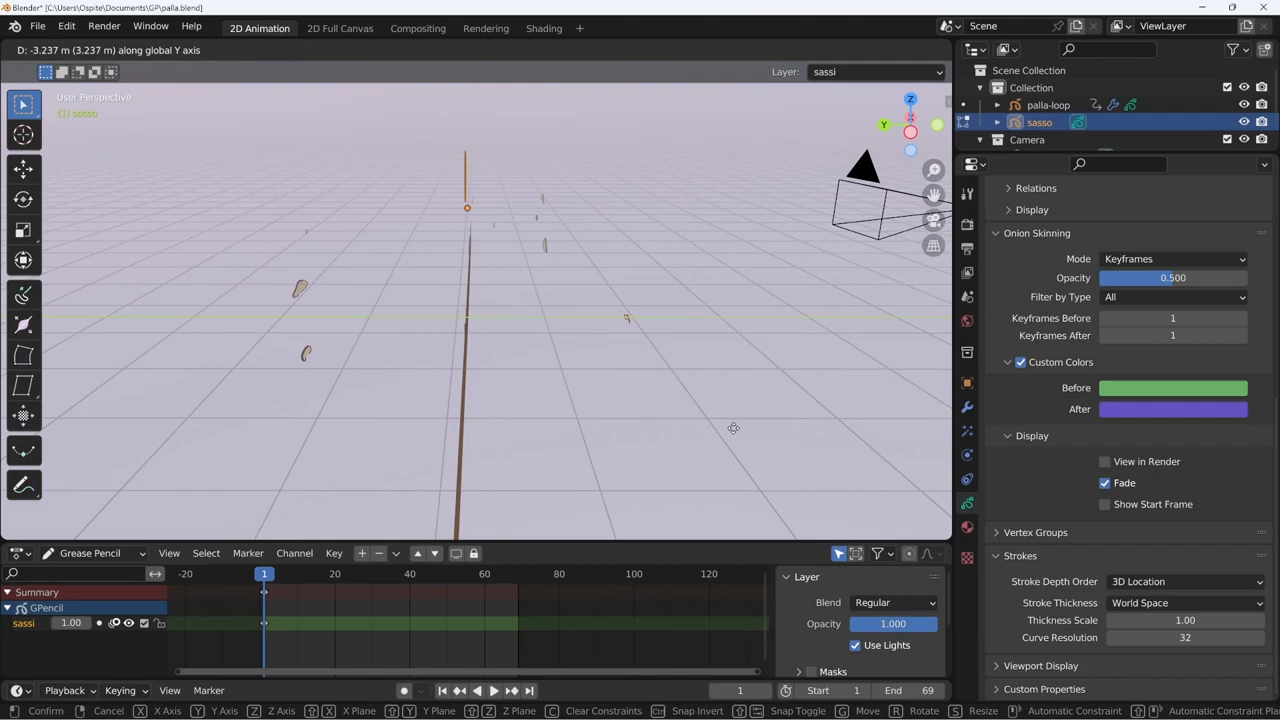 Blender* [C:\Users\Ospite\Documents\GP\palla.blend]
File Edit Render Window Help 2D Animation 2D Full Canvas Compositing Rendering Shading + Scene ViewLayer
D: -3.237 m (3.237 m) along global Y axis
Layer: sassi
User Perspective
(1) sasso
Z
Y
Scene Collection
Collection
palla-loop
sasso
Camera
Relations
Display
Onion Skinning
Mode Keyframes
Opacity 0.500
Filter by Type All
Keyframes Before 1
Keyframes After 1
Custom Colors
Before
After
Display
View in Render
Fade
Show Start Frame
Vertex Groups
Strokes
Stroke Depth Order 3D Location
Stroke Thickness World Space
Thickness Scale 1.00
Curve Resolution 32
Viewport Display
Custom Properties
Grease Pencil View Select Marker Channel Key
-20 1 20 40 60 80 100 120
Summary
GPencil
sassi 1.00
Layer
Blend Regular
Opacity 1.000
Use Lights
Masks
Playback Keying View Marker 1 Start 1 End 69
Confirm Cancel X X Axis Y Y Axis Z Z Axis X X Plane Y Y Plane Z Z Plane C Clear Constraints Ctrl Snap Invert Snap Toggle G Move R Rotate S Resize Automatic Constraint Automatic Constraint Pla